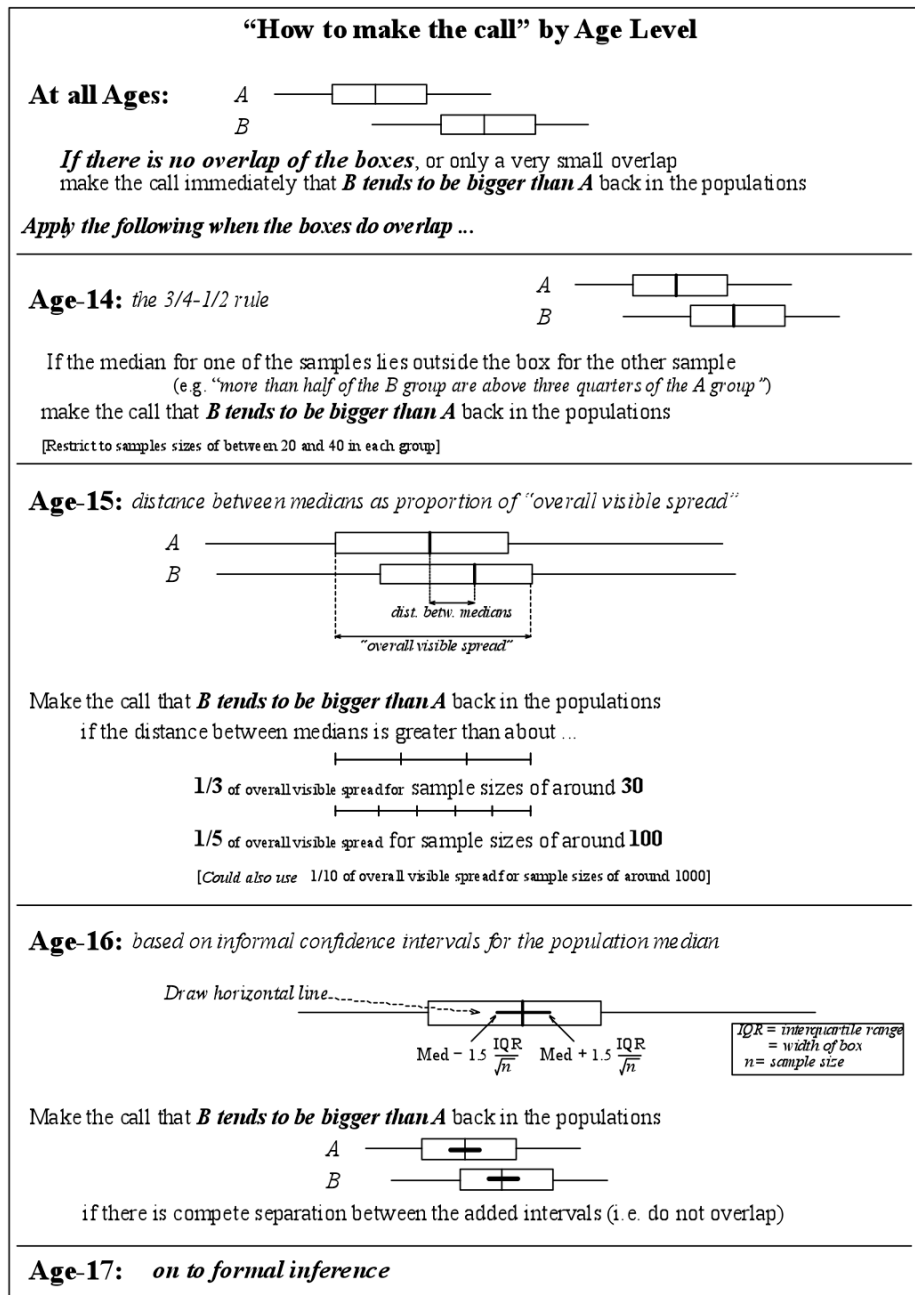 “How to make the call” by Age Level
At all Ages:
A
B
If there is no overlap of the boxes, or only a very small overlap
make the call immediately that B tends to be bigger than A back in the populations
Apply the following when the boxes do overlap ...
Age-14: the 3/4-1/2 rule
A
B
If the median for one of the samples lies outside the box for the other sample
(e.g. “more than half of the B group are above three quarters of the A group”)
make the call that B tends to be bigger than A back in the populations
[Restrict to samples sizes of between 20 and 40 in each group]
Age-15: distance between medians as proportion of “overall visible spread”
A
B
dist. betw. medians
“overall visible spread”
Make the call that B tends to be bigger than A back in the populations
if the distance between medians is greater than about ...
1/3 of overall visible spread for sample sizes of around 30
1/5 of overall visible spread for sample sizes of around 100
[Could also use 1/10 of overall visible spread for sample sizes of around 1000]
Age-16: based on informal confidence intervals for the population median
Draw horizontal line
Med − 1.5 IQR/√n Med + 1.5 IQR/√n
IQR = interquartile range
= width of box
n = sample size
Make the call that B tends to be bigger than A back in the populations
A
B
if there is compete separation between the added intervals (i.e. do not overlap)
Age-17: on to formal inference